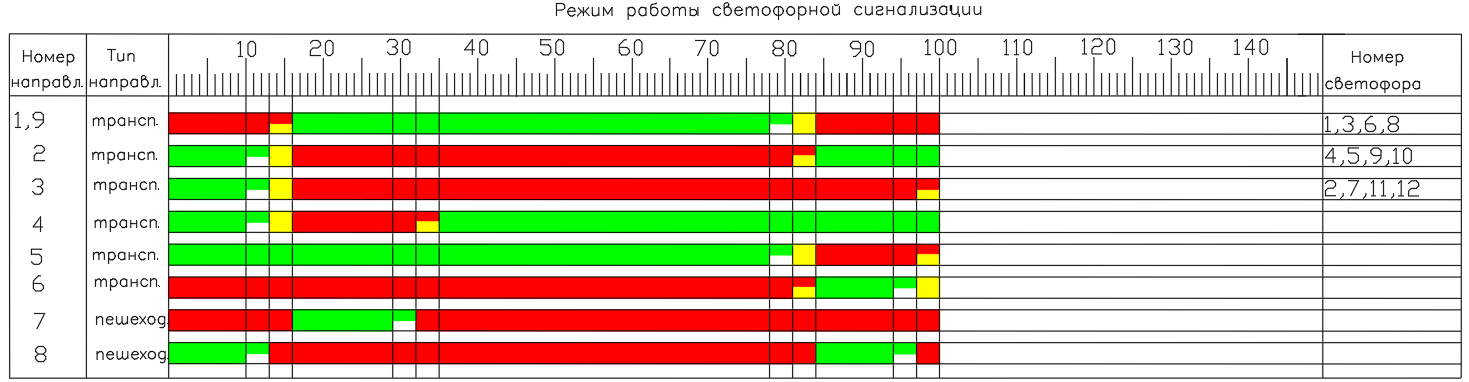 Режим работы светофорной сигнализации
Номер направл. Тип направл. 10 20 30 40 50 60 70 80 90 100 110 120 130 140 Номер светофора
1,9 трансп. 1,3,6,8
2 трансп. 4,5,9,10
3 трансп. 2,7,11,12
4 трансп.
5 трансп.
6 трансп.
7 пешеход.
8 пешеход.